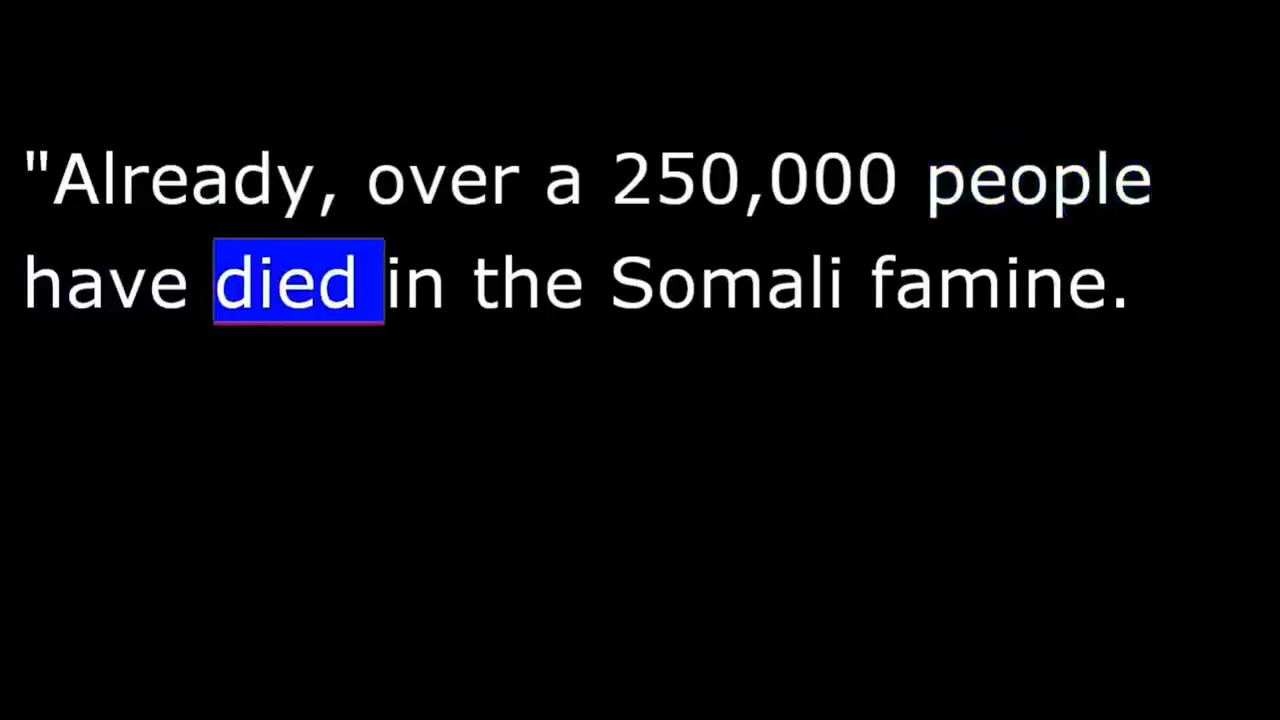 "Already, over a 250,000 people
have died in the Somali famine.